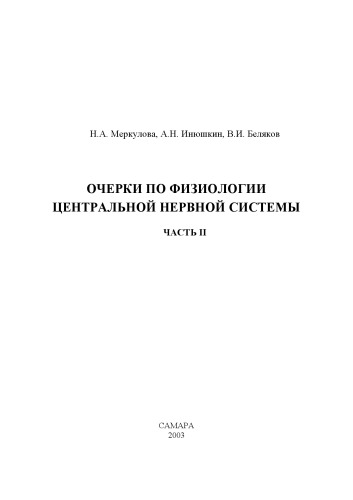 Н.А. Меркулова, А.Н. Инюшкин, В.И. Беляков
ОЧЕРКИ ПО ФИЗИОЛОГИИ
ЦЕНТРАЛЬНОЙ НЕРВНОЙ СИСТЕМЫ
ЧАСТЬ II
САМАРА
2003